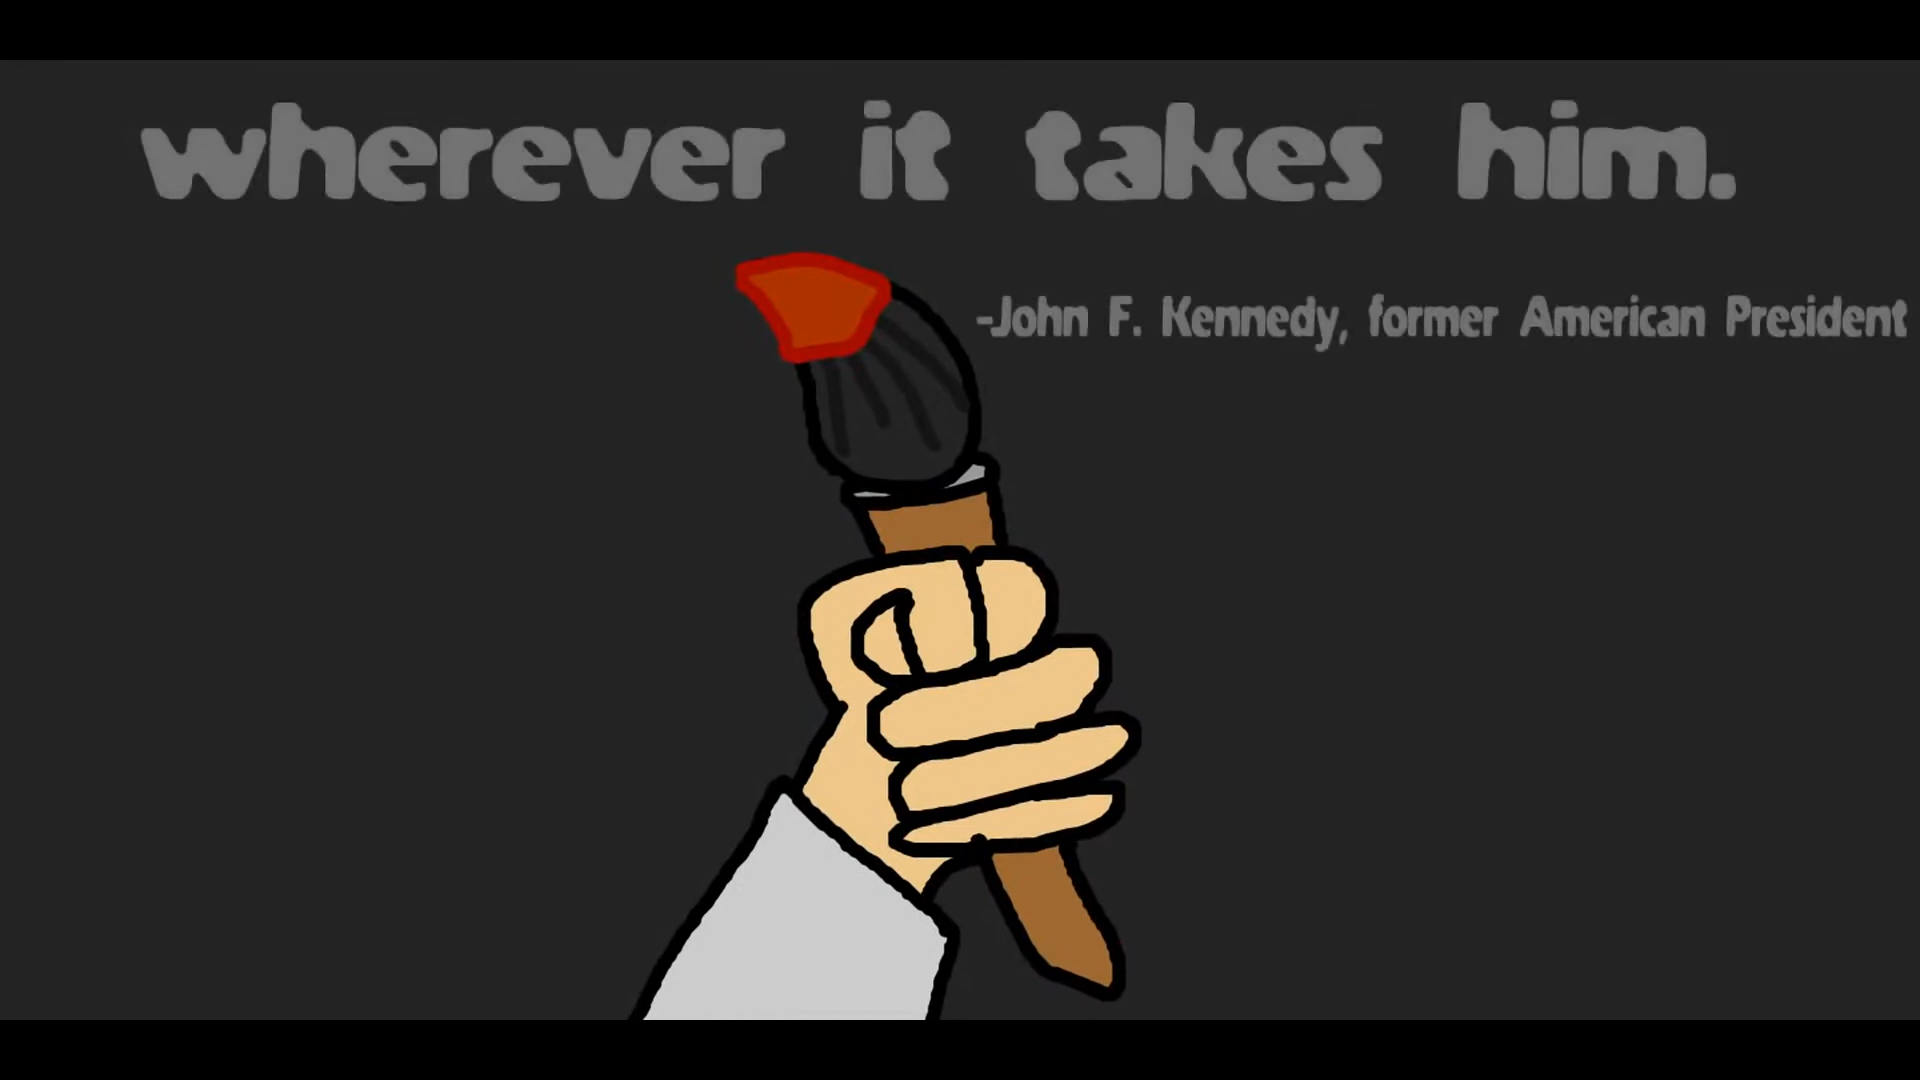 wherever it takes him.
-John F. Kennedy, former American President